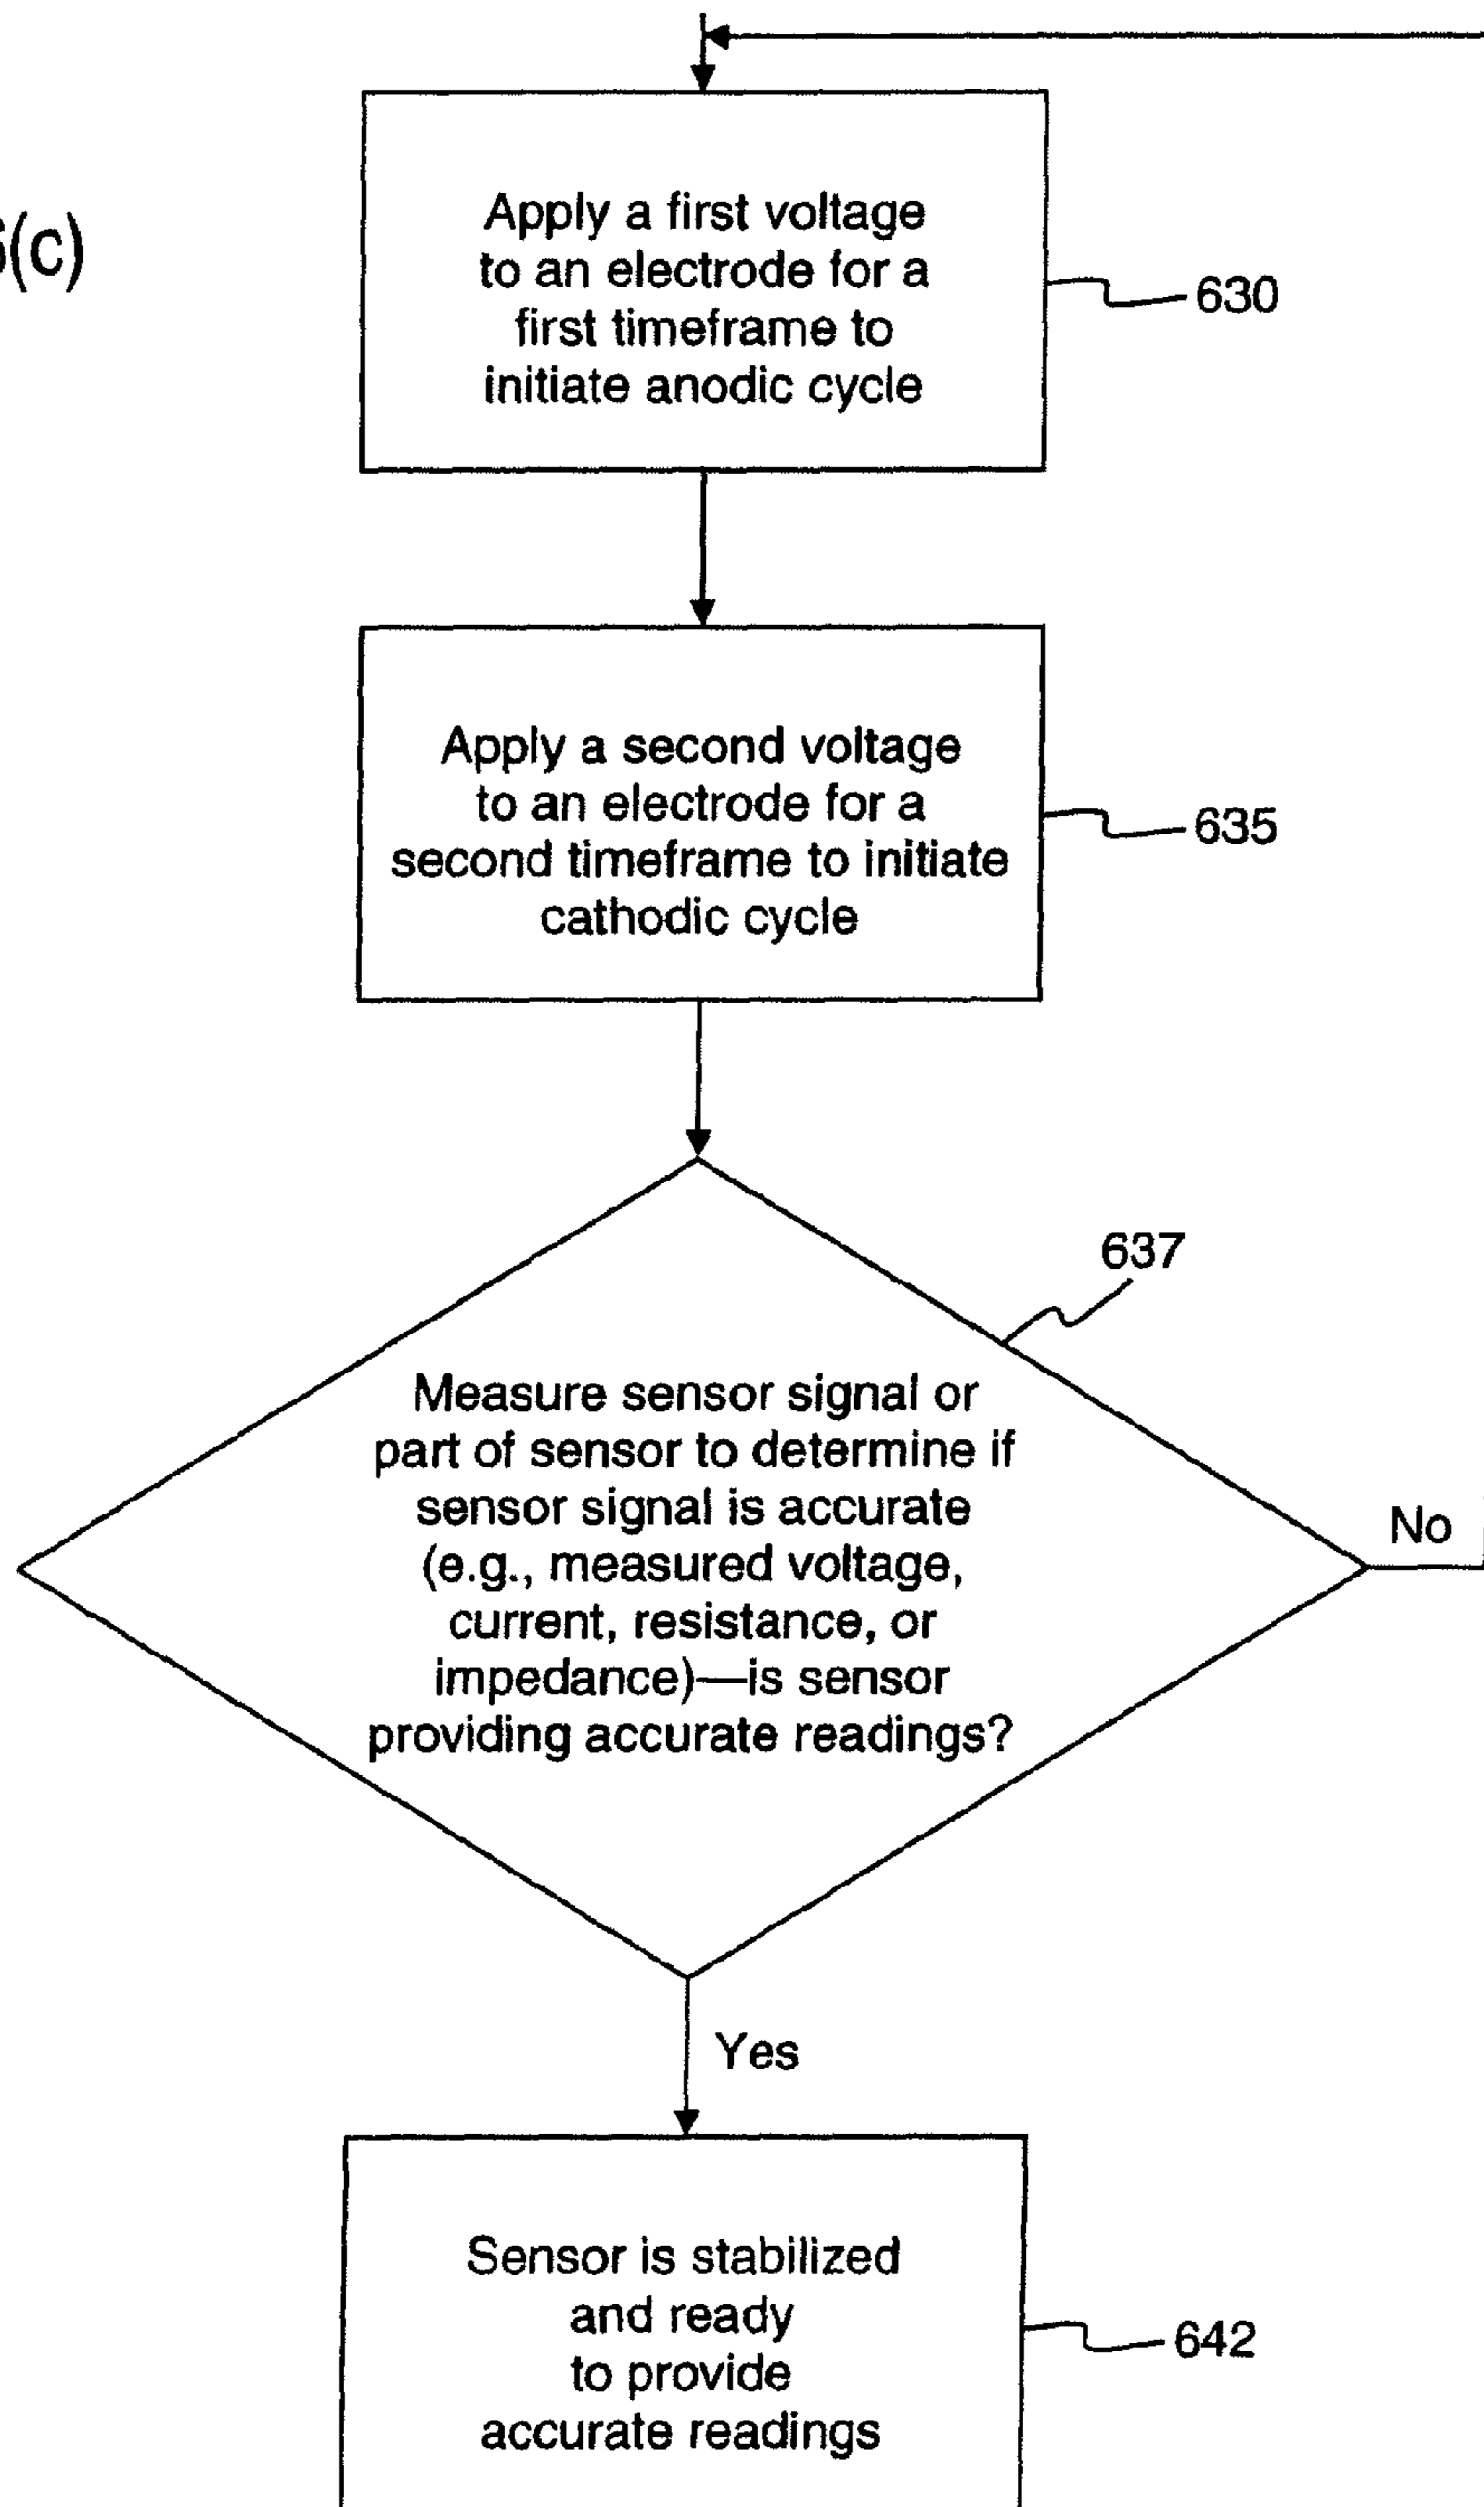 6(c)
Apply a first voltage
to an electrode for a
first timeframe to
initiate anodic cycle
630
Apply a second voltage
to an electrode for a
second timeframe to initiate
cathodic cycle
635
637
Measure sensor signal or
part of sensor to determine if
sensor signal is accurate
(e.g., measured voltage,
current, resistance, or
impedance)—is sensor
providing accurate readings?
No
Yes
Sensor is stabilized
and ready
to provide
accurate readings
642